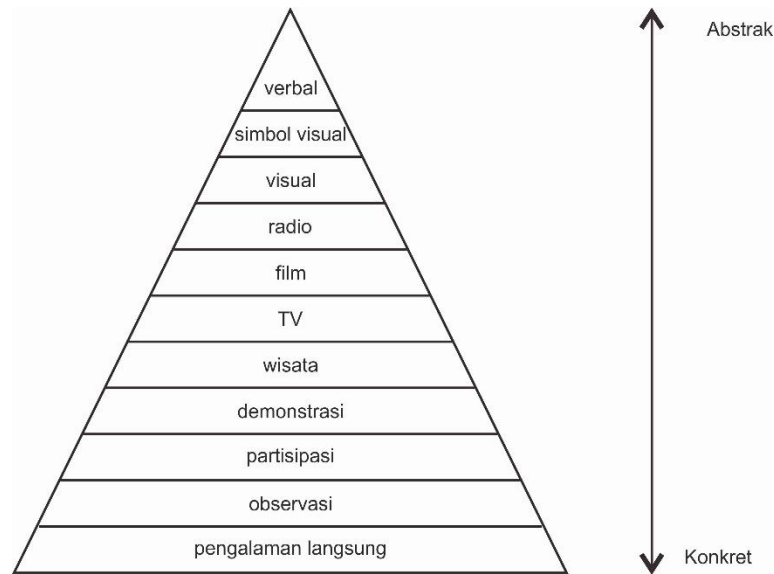 Abstrak
verbal
simbol visual
visual
radio
film
TV
wisata
demonstrasi
partisipasi
observasi
pengalaman langsung
Konkret